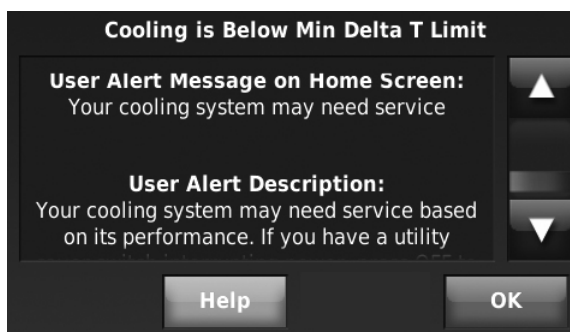 Cooling is Below Min Delta T Limit
User Alert Message on Home Screen:
Your cooling system may need service
User Alert Description:
Your cooling system may need service based
on its performance. If you have a utility
Help
OK